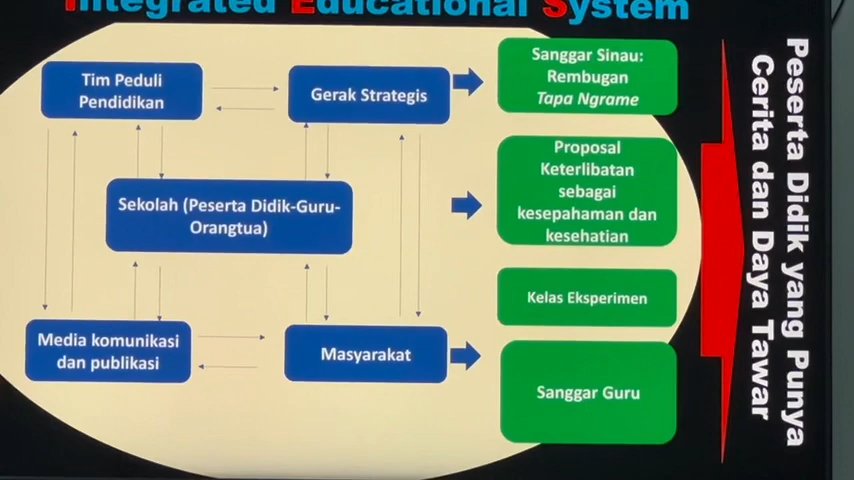 Integrated Educational System
Tim Peduli
Pendidikan
Gerak Strategis
Sanggar Sinau:
Rembugan
Tapa Ngrame
Sekolah (Peserta Didik-Guru-
Orangtua)
Proposal
Keterlibatan
sebagai
kesepahaman dan
kesehatian
Kelas Eksperimen
Media komunikasi
dan publikasi
Masyarakat
Sanggar Guru
Peserta Didik yang Punya
Cerita dan Daya Tawar